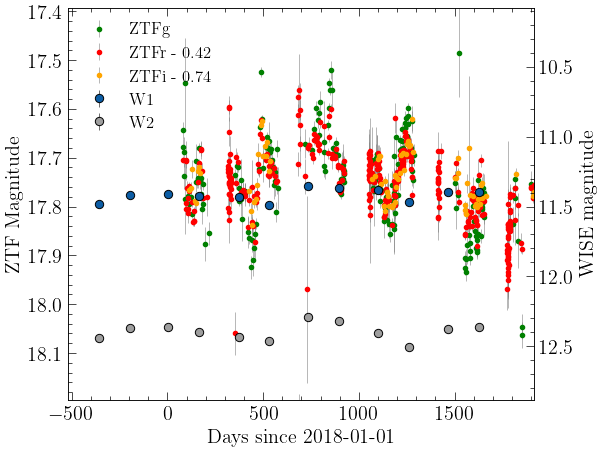 ZTFg
ZTFr - 0.42
ZTFi - 0.74
W1
W2
17.4
17.5
17.6
17.7
17.8
17.9
18.0
18.1
ZTF Magnitude
10.5
11.0
11.5
12.0
12.5
WISE magnitude
−500 0 500 1000 1500
Days since 2018-01-01